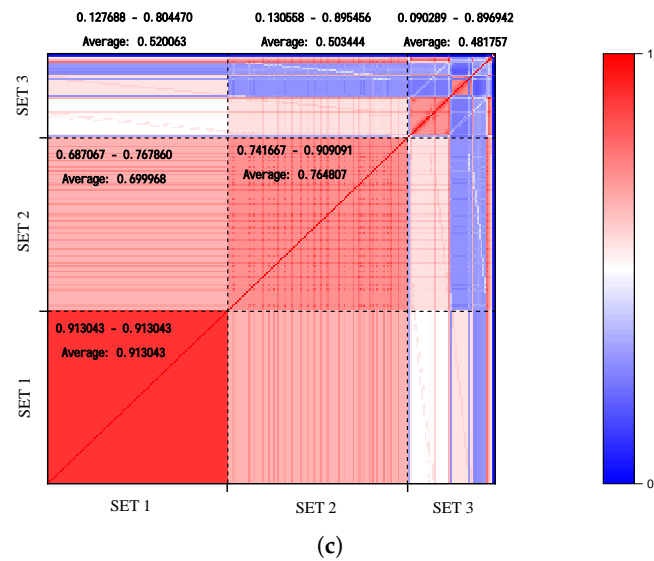 0.127688 - 0.804470
Average: 0.520063
0.130558 - 0.895456
Average: 0.503444
0.090289 - 0.896942
Average: 0.481757
1
SET 3
0.687067 - 0.767860
Average: 0.699968
0.741667 - 0.909091
Average: 0.764807
SET 2
0.913043 - 0.913043
Average: 0.913043
SET 1
0
SET 1
SET 2
SET 3
(c)